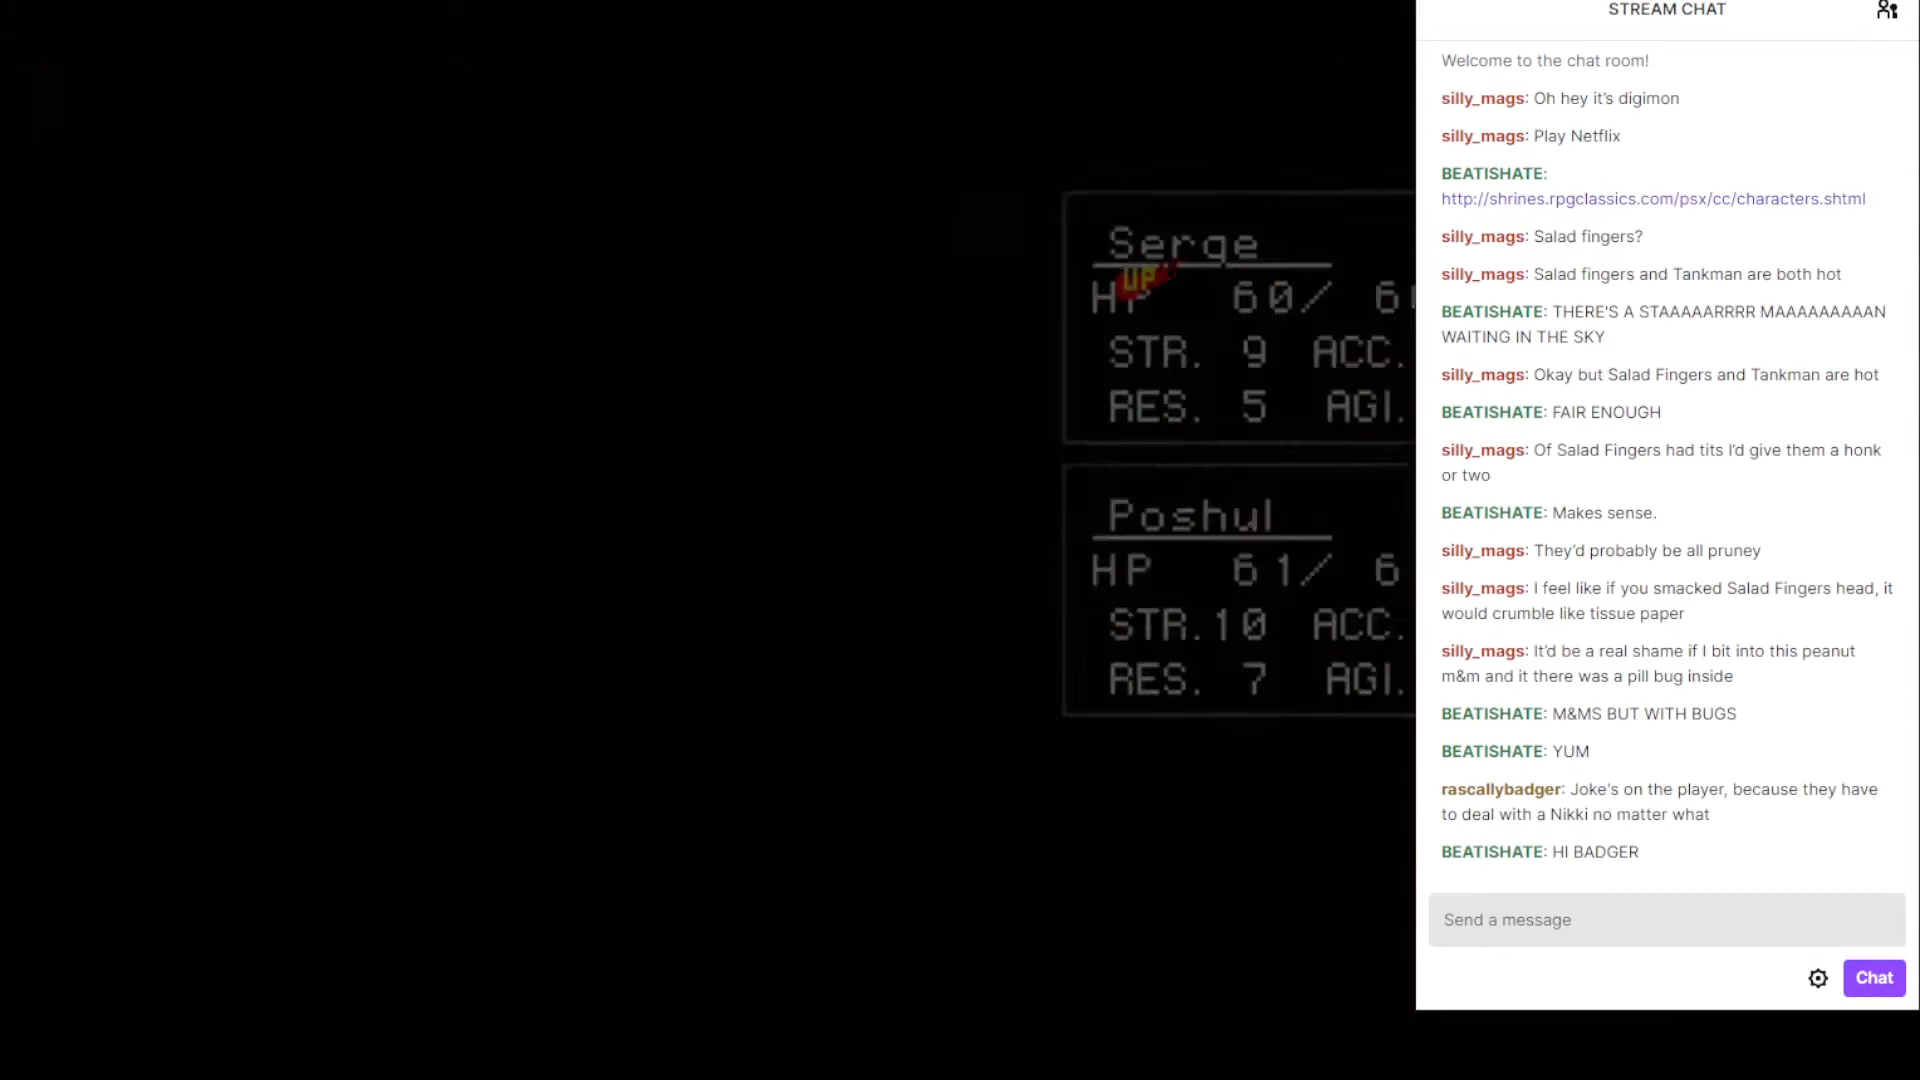 Serge
UP
HP 60/ 6
STR. 9 ACC.
RES. 5 AGI.
Poshul
HP 61/ 6
STR.10 ACC.
RES. 7 AGI.
STREAM CHAT
Welcome to the chat room!
silly_mags: Oh hey it’s digimon
silly_mags: Play Netflix
BEATISHATE:
http://shrines.rpgclassics.com/psx/cc/characters.shtml
silly_mags: Salad fingers?
silly_mags: Salad fingers and Tankman are both hot
BEATISHATE: THERE'S A STAAAAARRRR MAAAAAAAAAN
WAITING IN THE SKY
silly_mags: Okay but Salad Fingers and Tankman are hot
BEATISHATE: FAIR ENOUGH
silly_mags: Of Salad Fingers had tits I’d give them a honk
or two
BEATISHATE: Makes sense.
silly_mags: They’d probably be all pruney
silly_mags: I feel like if you smacked Salad Fingers head, it
would crumble like tissue paper
silly_mags: It’d be a real shame if I bit into this peanut
m&m and it there was a pill bug inside
BEATISHATE: M&MS BUT WITH BUGS
BEATISHATE: YUM
rascallybadger: Joke's on the player, because they have
to deal with a Nikki no matter what
BEATISHATE: HI BADGER
Send a message
Chat